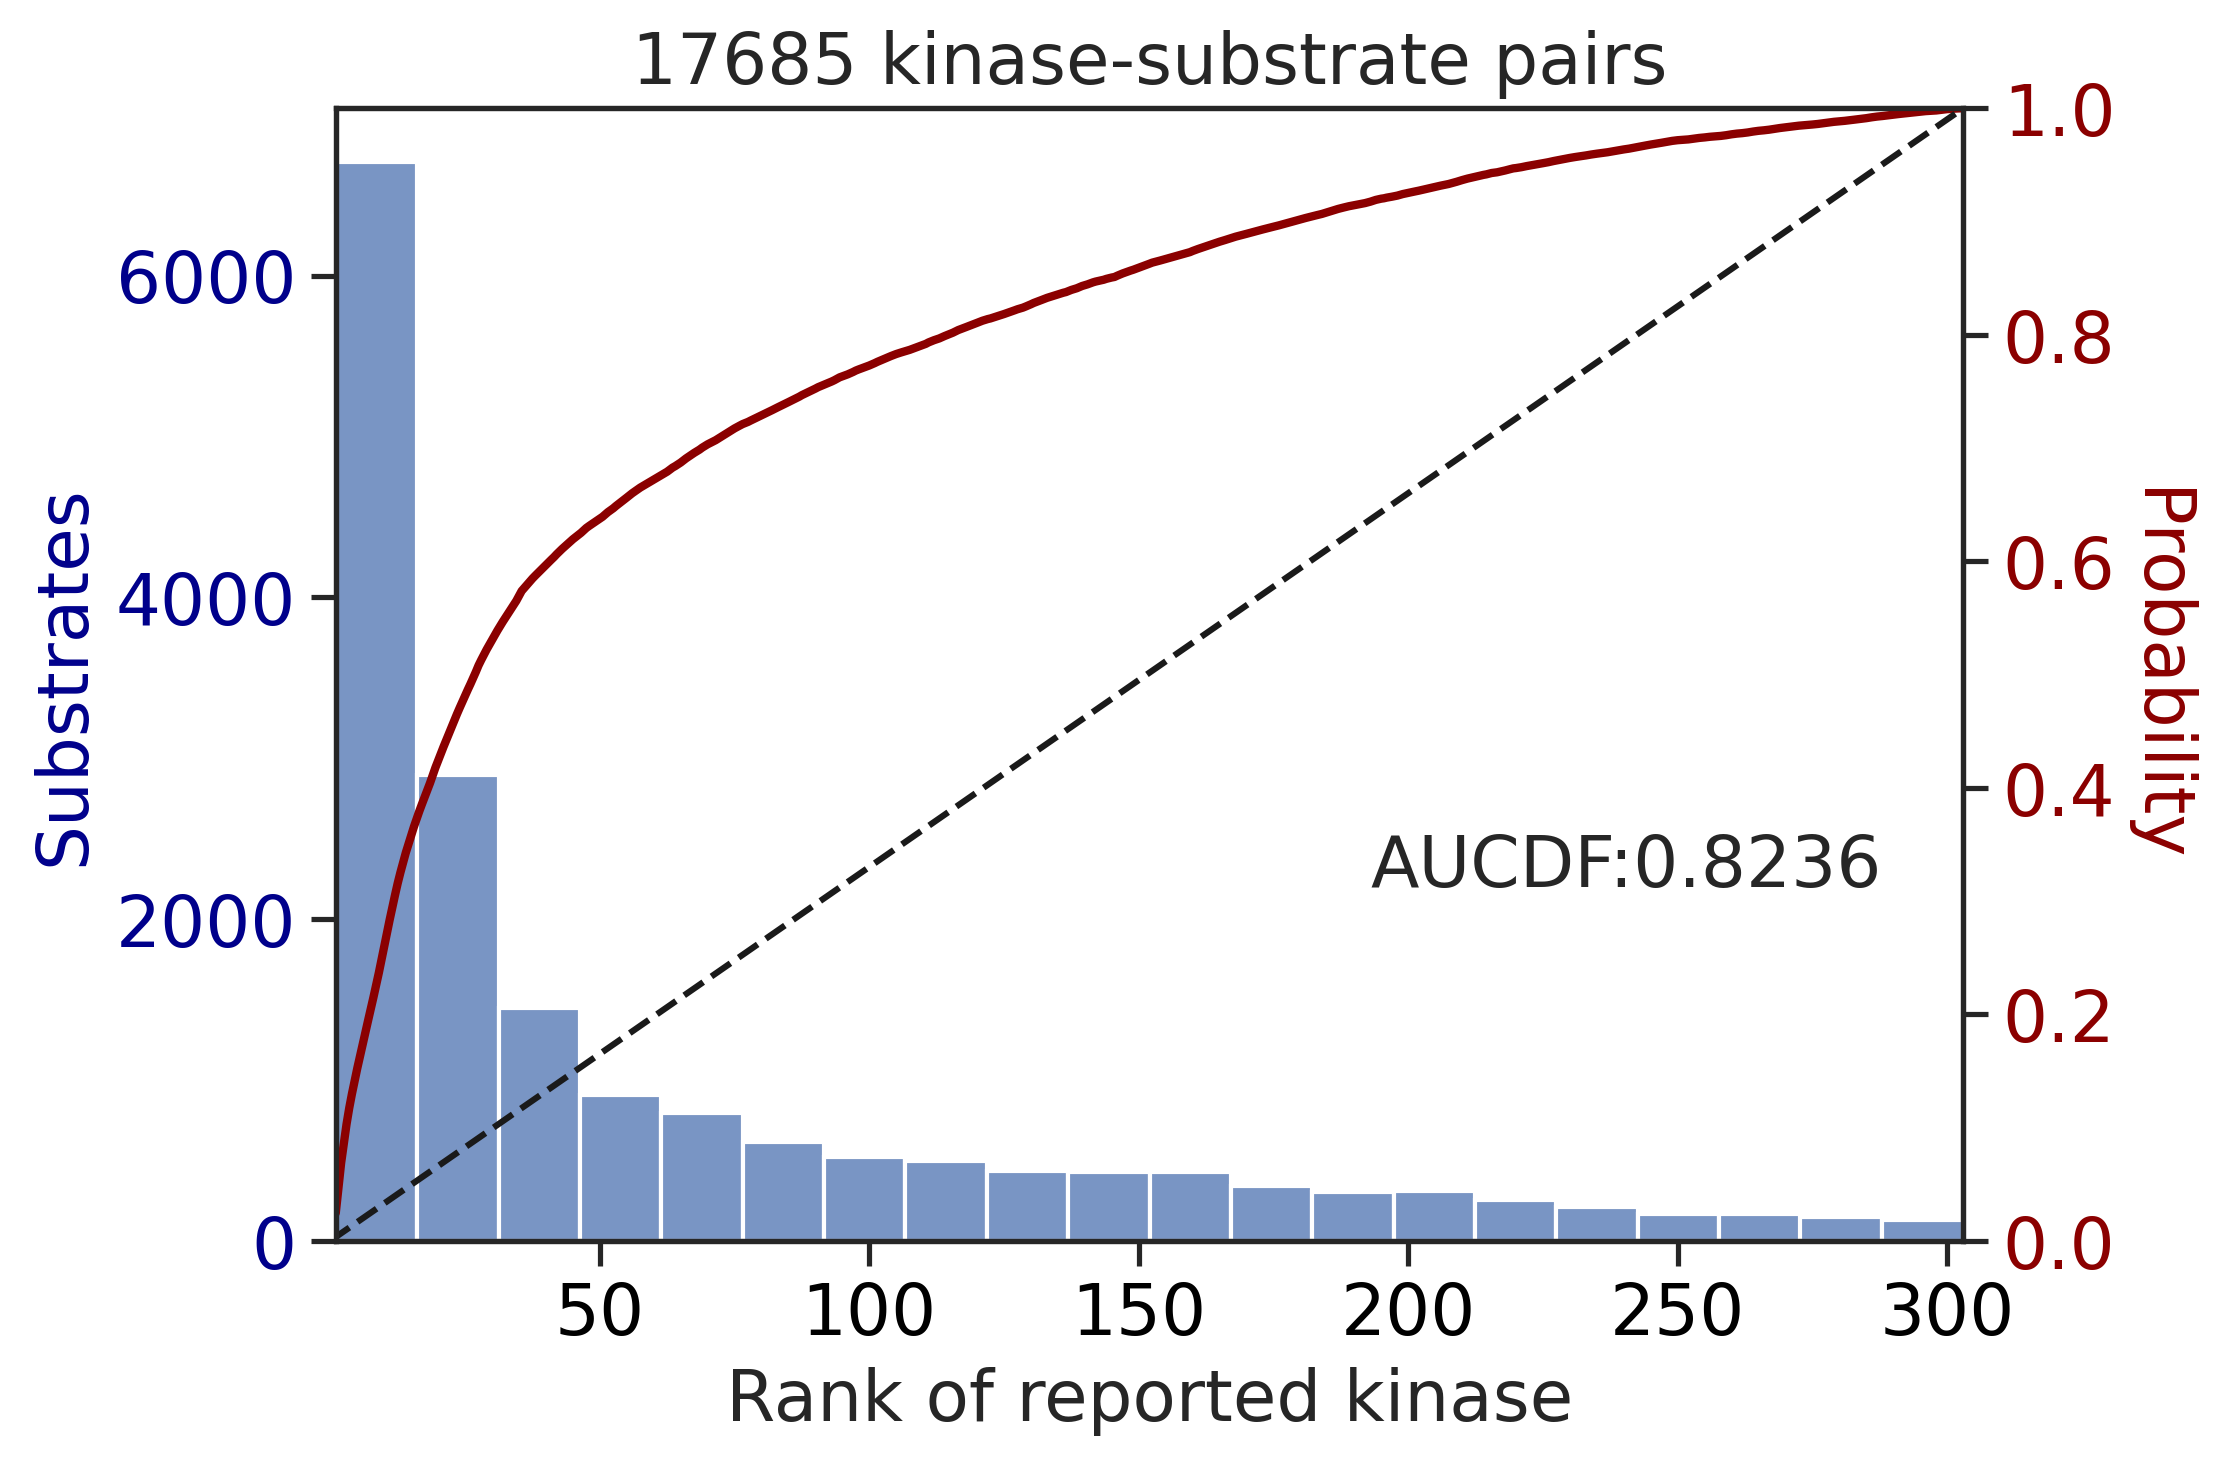 17685 kinase-substrate pairs
Substrates
6000
4000
2000
0
1.0
0.8
0.6
0.4
0.2
0.0
Probability
AUCDF:0.8236
50 100 150 200 250 300
Rank of reported kinase